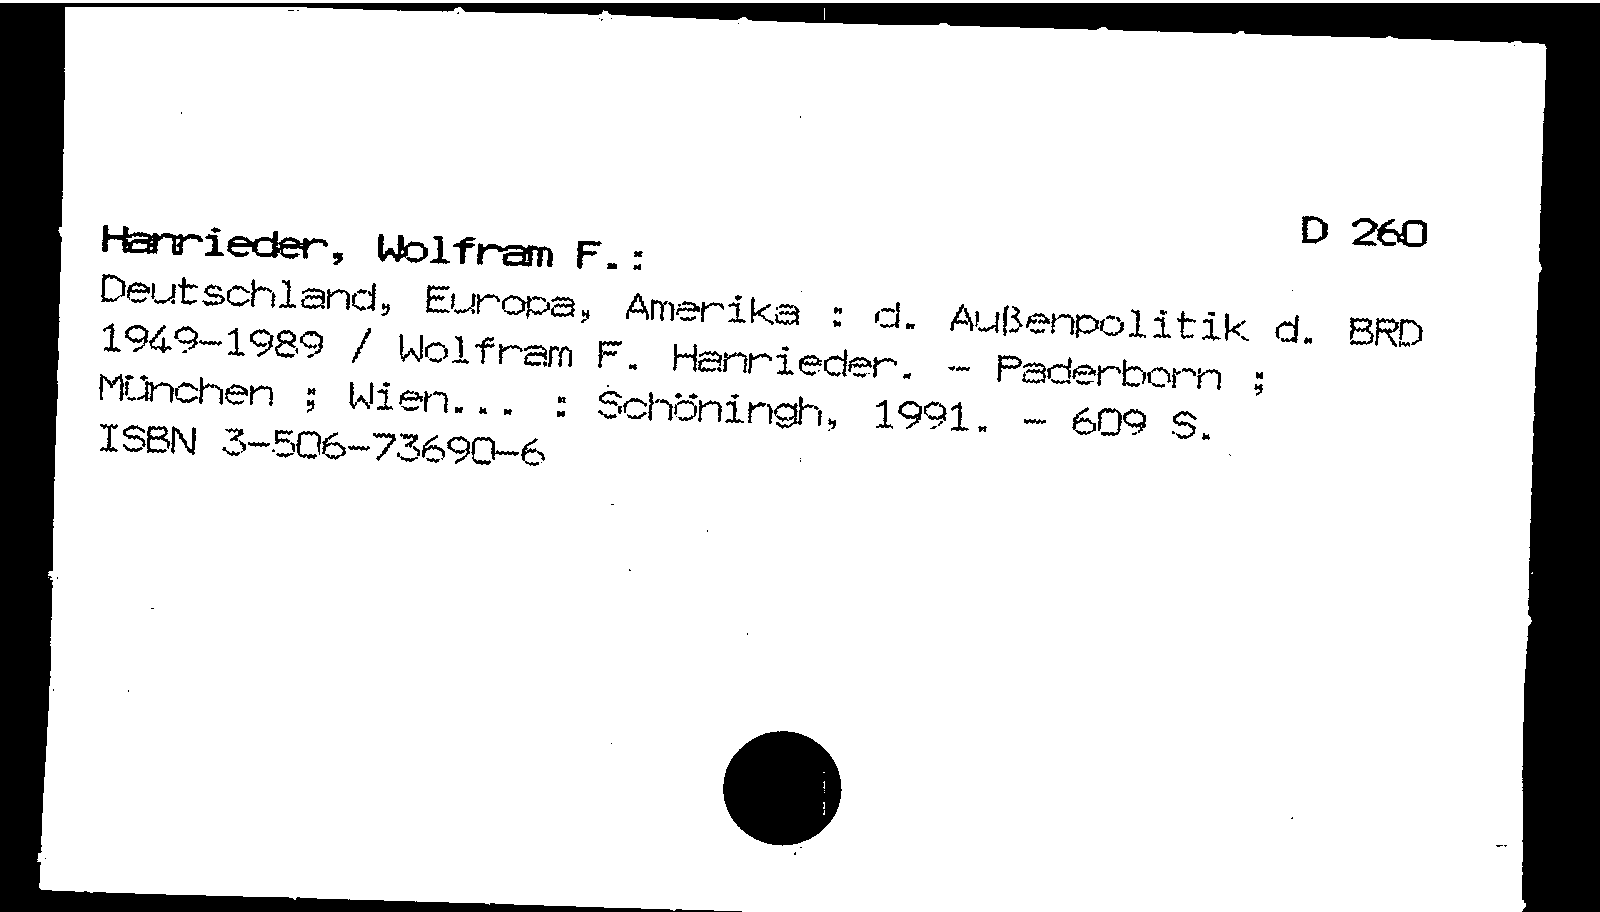 D 260
Hanrieder, Wolfram F.:
Deutschland, Europa, Amerika : d. Außenpolitik d. BRD
1949-1989 / Wolfram F. Hanrieder. - Paderborn ;
München ; Wien... : Schöningh, 1991. - 609 S.
ISBN 3-506-73690-6